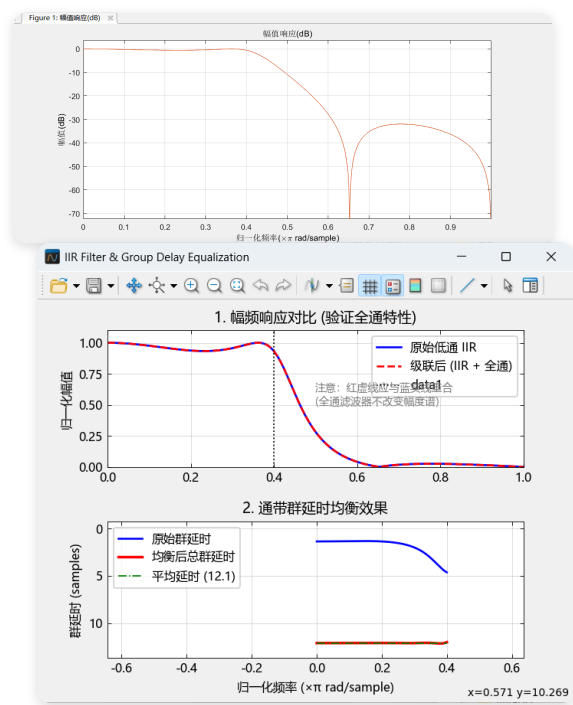 Figure 1: 幅值响应(dB)
幅值响应(dB)
幅值(dB)
0
-10
-20
-30
-40
-50
-60
-70
0 0.1 0.2 0.3 0.4 0.5 0.6 0.7 0.8 0.9
归一化频率(×π rad/sample)
IIR Filter & Group Delay Equalization
1. 幅频响应对比 (验证全通特性)
归一化幅值
1.00
0.75
0.50
0.25
0.00
原始低通 IIR
级联后 (IIR + 全通)
data1
注意：红虚线应与蓝实线重合
(全通滤波器不改变幅度谱)
0.0 0.2 0.4 0.6 0.8 1.0
2. 通带群延时均衡效果
群延时 (samples)
0
5
10
原始群延时
均衡后总群延时
平均延时 (12.1)
-0.6 -0.4 -0.2 0.0 0.2 0.4 0.6
归一化频率 (×π rad/sample)
x=0.571 y=10.269